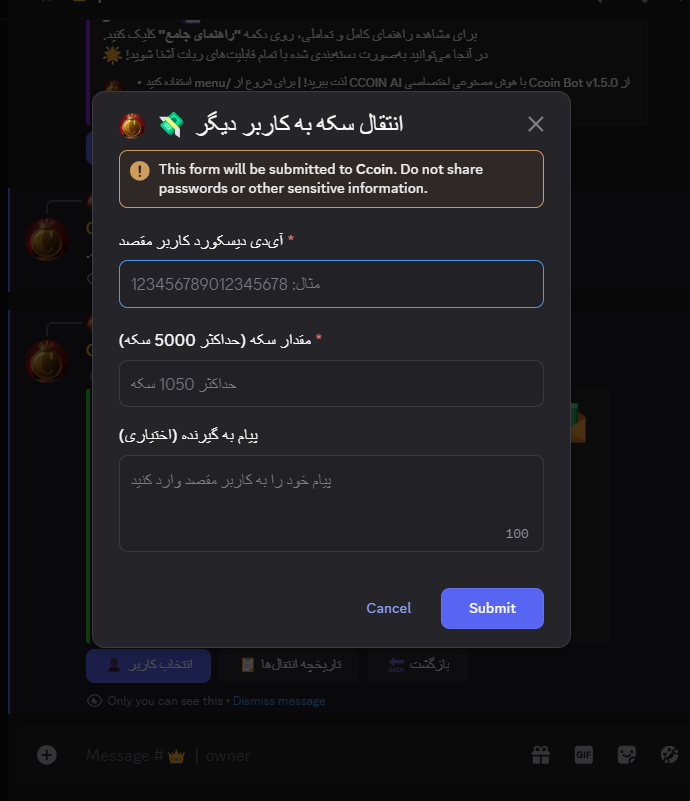 برای مشاهده راهنمای کامل و تعاملی، روی دکمه "راهنمای جامع" کلیک کنید.
در آنجا می‌توانید به‌صورت دسته‌بندی شده با تمام قابلیت‌های ربات آشنا شوید! 🌟
از Ccoin Bot v1.5.0 با هوش مصنوعی اختصاصی CCOIN AI لذت ببرید! | برای شروع از /menu استفاده کنید •
انتقال سکه به کاربر دیگر
This form will be submitted to Ccoin. Do not share
passwords or other sensitive information.
آی‌دی دیسکورد کاربر مقصد *
مثال: 123456789012345678
مقدار سکه (حداکثر 5000 سکه) *
حداکثر 1050 سکه
پیام به گیرنده (اختیاری)
پیام خود را به کاربر مقصد وارد کنید
100
Cancel
Submit
انتخاب کاربر
تاریخچه انتقال‌ها
بازگشت
Only you can see this • Dismiss message
Message #👑 | owner
GIF